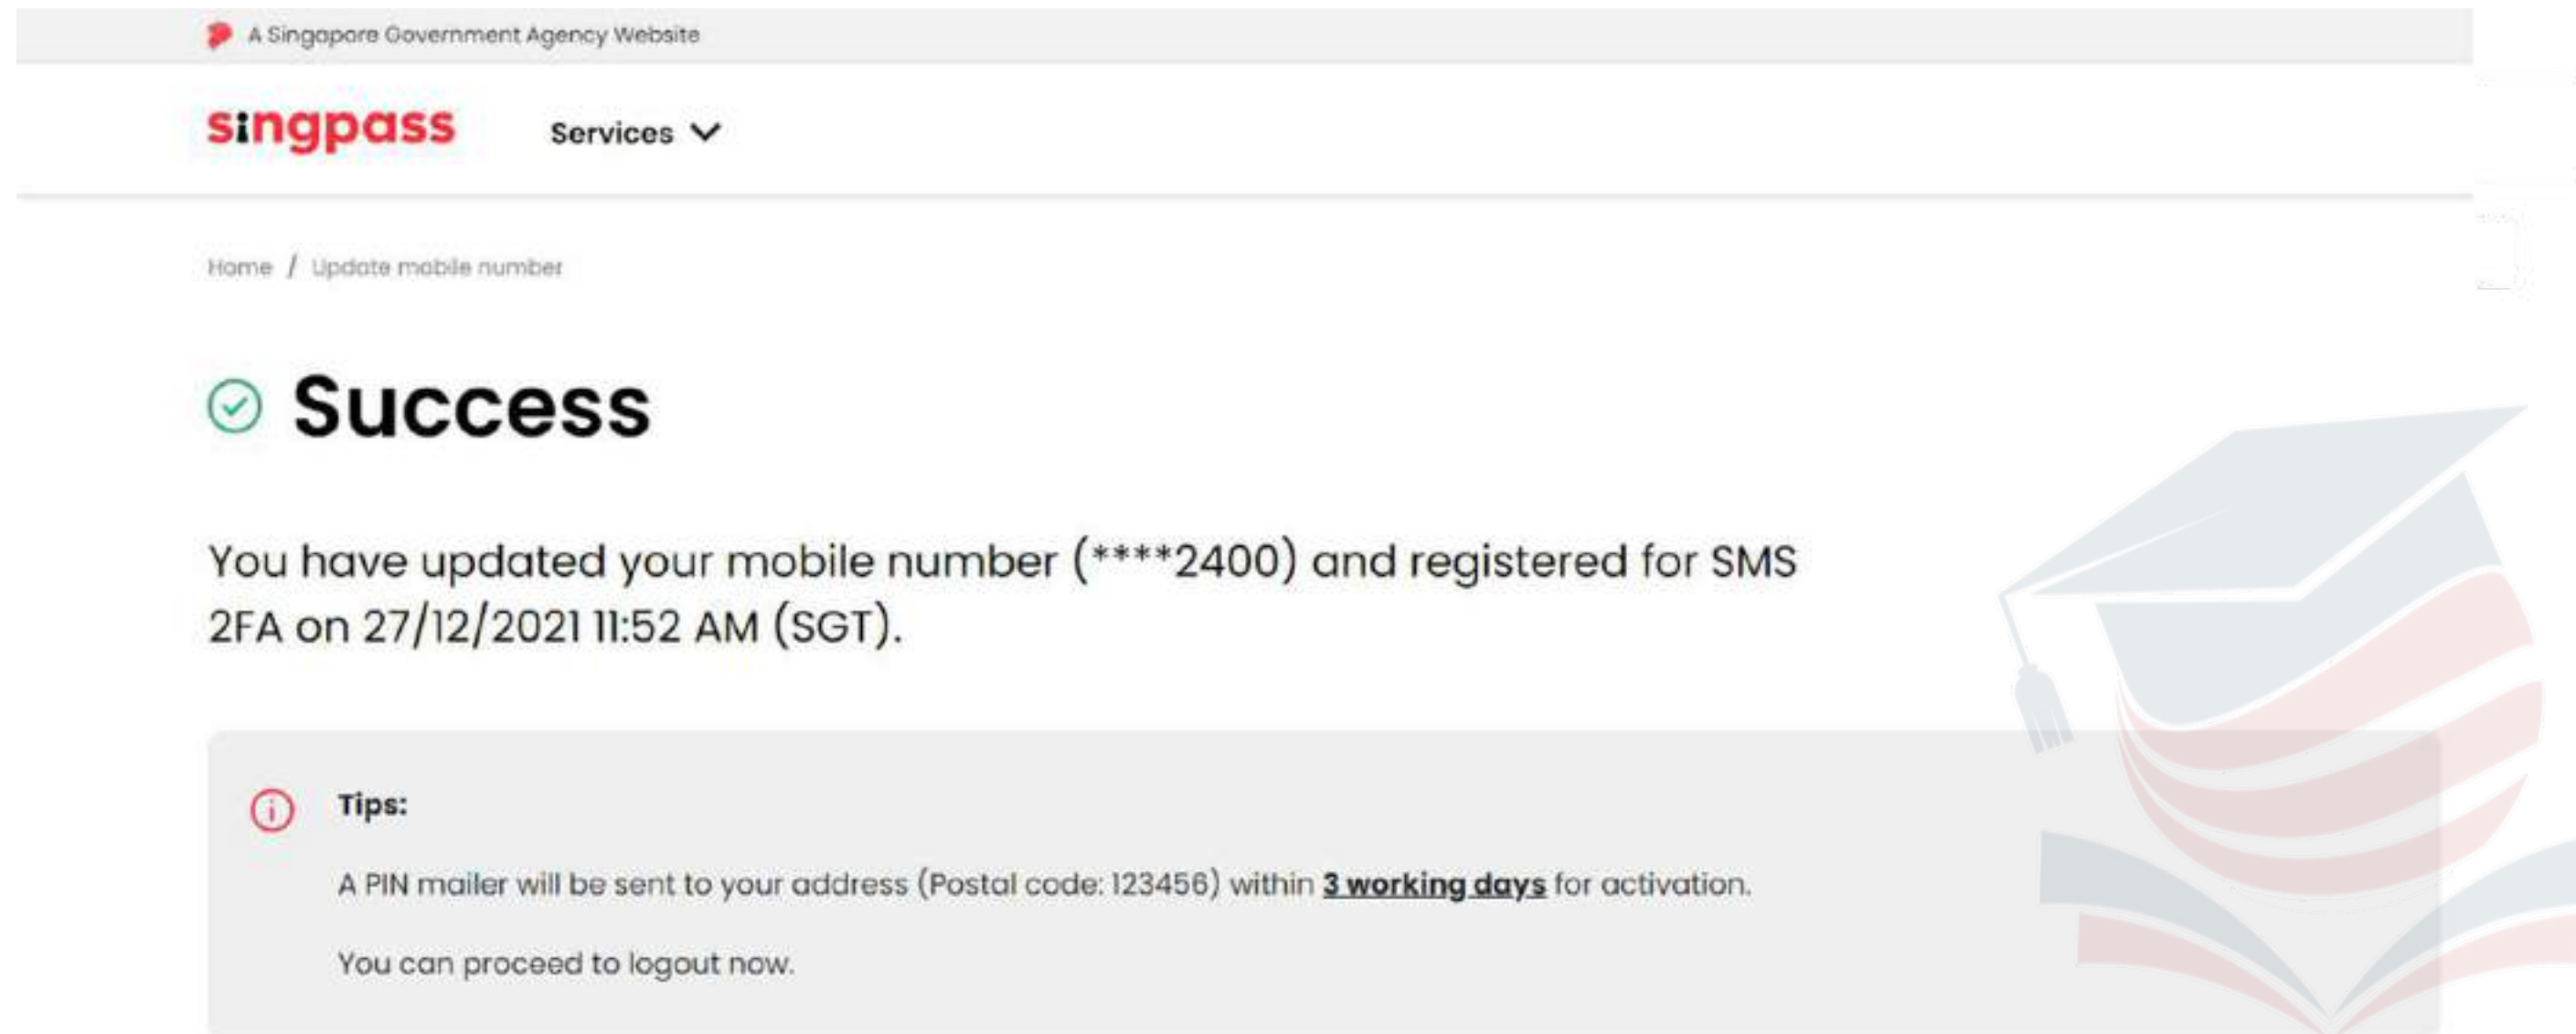 A Singapore Government Agency Website
singpass Services
Home / Update mobile number
Success
You have updated your mobile number (****2400) and registered for SMS
2FA on 27/12/2021 11:52 AM (SGT).
Tips:
A PIN mailer will be sent to your address (Postal code: 123456) within 3 working days for activation.
You can proceed to logout now.